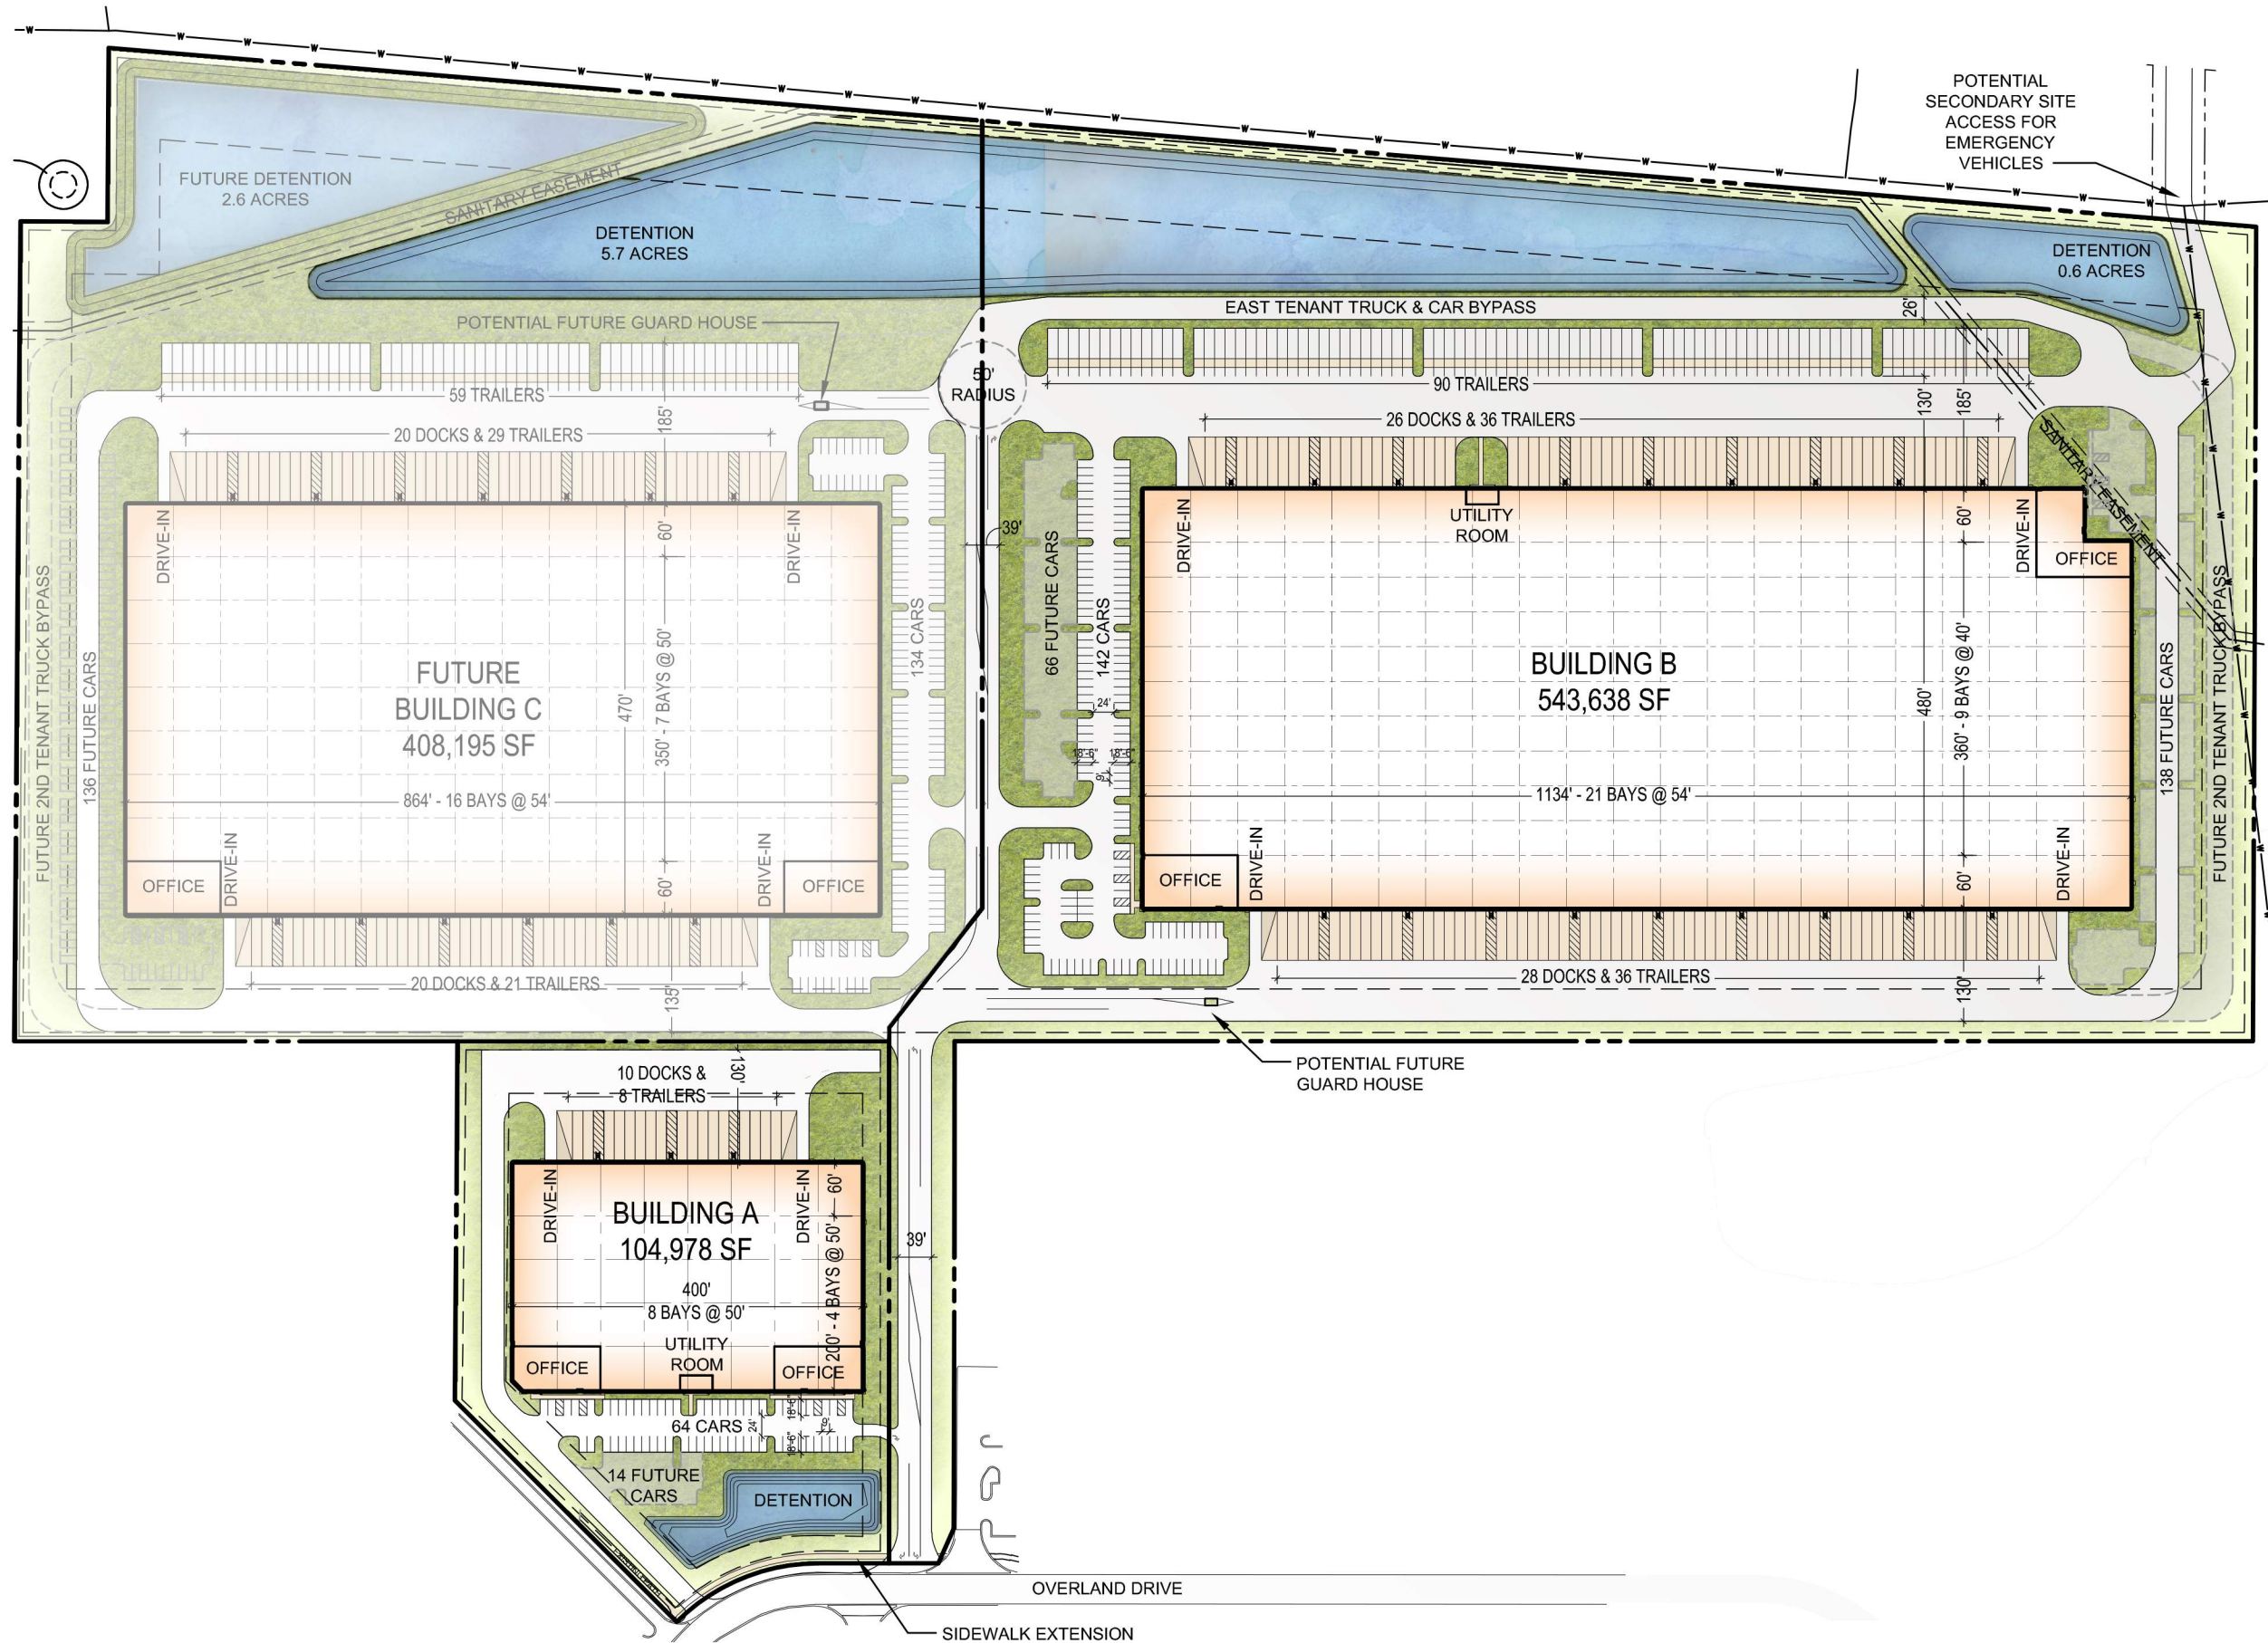 POTENTIAL
SECONDARY SITE
ACCESS FOR
EMERGENCY
VEHICLES
FUTURE DETENTION
2.6 ACRES
SANITARY EASEMENT
DETENTION
5.7 ACRES
DETENTION
0.6 ACRES
EAST TENANT TRUCK & CAR BYPASS
26'
POTENTIAL FUTURE GUARD HOUSE
50'
RADIUS
59 TRAILERS
90 TRAILERS
185'
130'
185'
20 DOCKS & 29 TRAILERS
26 DOCKS & 36 TRAILERS
SANITARY EASEMENT
FUTURE 2ND TENANT TRUCK BYPASS
136 FUTURE CARS
DRIVE-IN
DRIVE-IN
60'
FUTURE
BUILDING C
408,195 SF
470'
350' - 7 BAYS @ 50'
864' - 16 BAYS @ 54'
OFFICE
DRIVE-IN
60'
DRIVE-IN
OFFICE
20 DOCKS & 21 TRAILERS
135'
134 CARS
39'
66 FUTURE CARS
142 CARS
24'
18'-6"
18'-6"
9'
DRIVE-IN
UTILITY
ROOM
60'
DRIVE-IN
OFFICE
BUILDING B
543,638 SF
480'
360' - 9 BAYS @ 40'
1134' - 21 BAYS @ 54'
OFFICE
DRIVE-IN
60'
DRIVE-IN
138 FUTURE CARS
FUTURE 2ND TENANT TRUCK BYPASS
28 DOCKS & 36 TRAILERS
130'
POTENTIAL FUTURE
GUARD HOUSE
10 DOCKS &
8 TRAILERS
130'
DRIVE-IN
DRIVE-IN
60'
BUILDING A
104,978 SF
400'
8 BAYS @ 50'
200' - 4 BAYS @ 50'
UTILITY
ROOM
OFFICE
OFFICE
39'
64 CARS
24'
18'-6"
18'-6"
9'
14 FUTURE
CARS
DETENTION
OVERLAND DRIVE
SIDEWALK EXTENSION